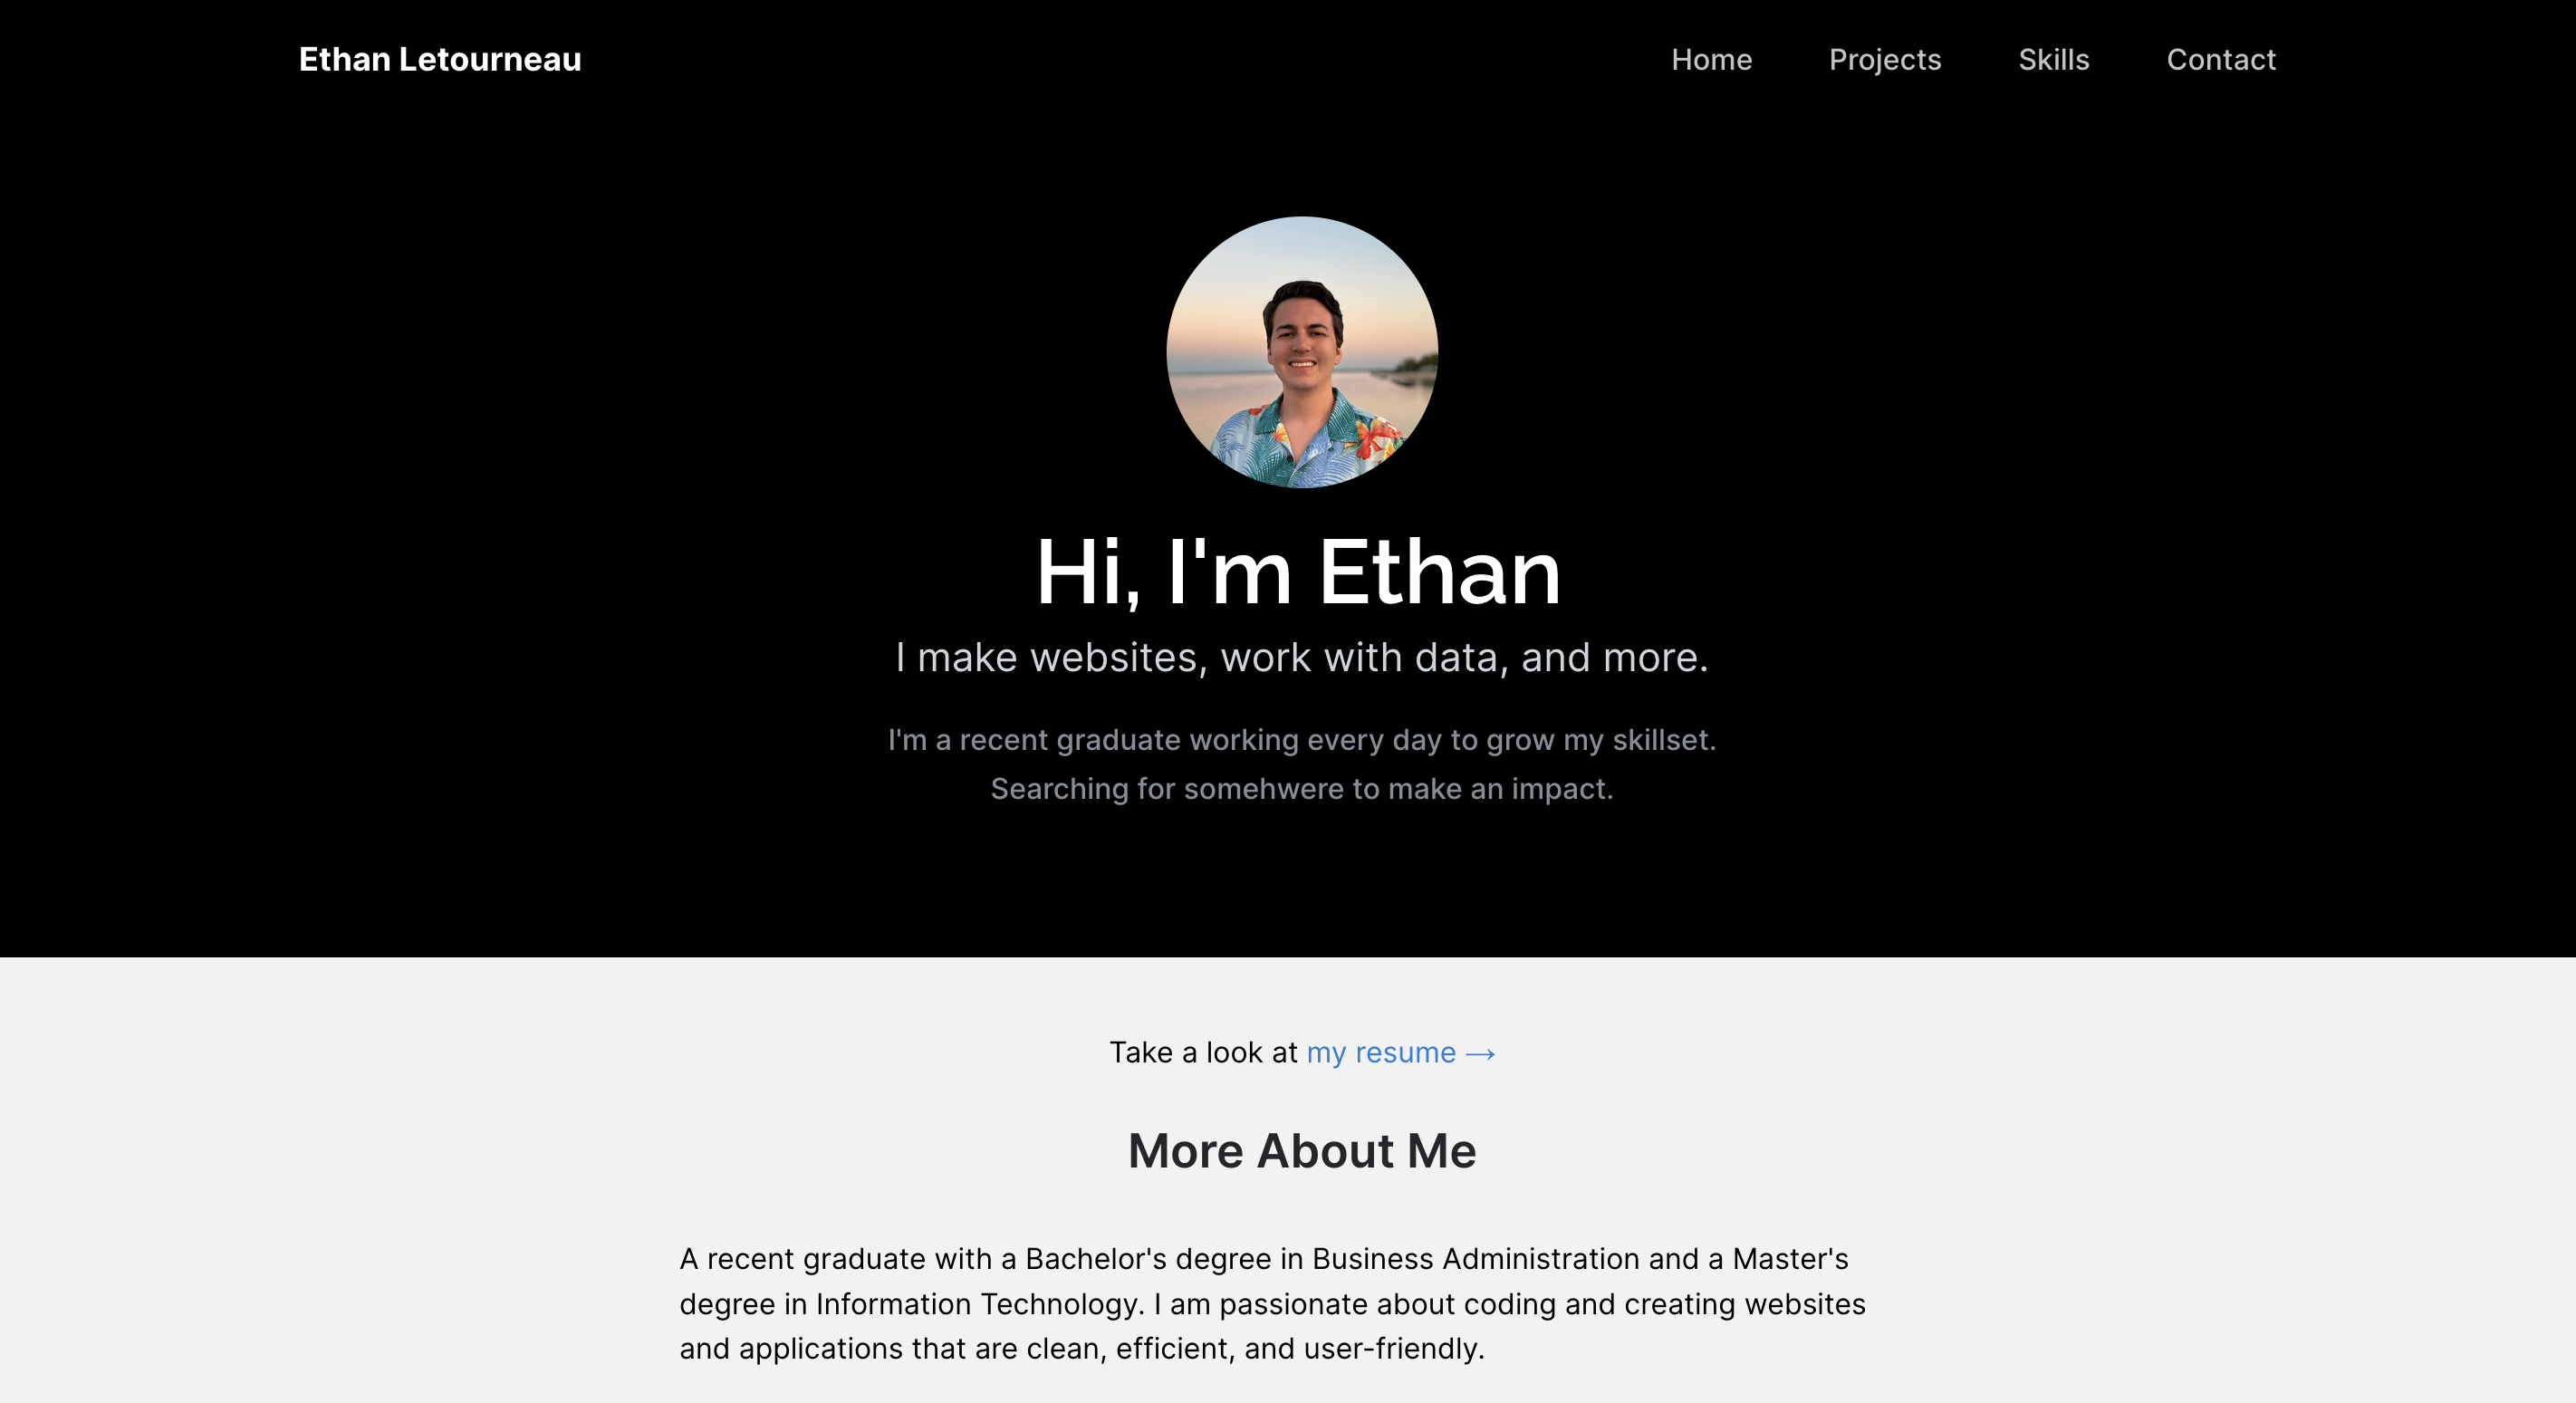 Ethan Letourneau
Home Projects Skills Contact
Hi, I'm Ethan
I make websites, work with data, and more.
I'm a recent graduate working every day to grow my skillset.
Searching for somehwere to make an impact.
Take a look at my resume →
More About Me
A recent graduate with a Bachelor's degree in Business Administration and a Master's
degree in Information Technology. I am passionate about coding and creating websites
and applications that are clean, efficient, and user-friendly.